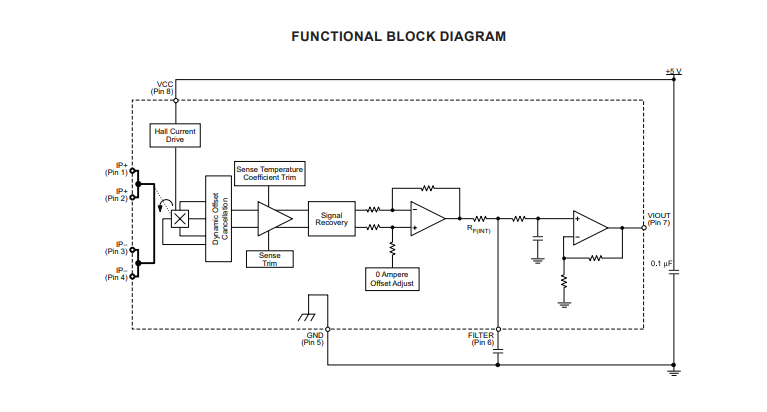 FUNCTIONAL BLOCK DIAGRAM
+5 V
VCC
(Pin 8)
Hall Current
Drive
IP+
(Pin 1)
IP+
(Pin 2)
IP−
(Pin 3)
IP−
(Pin 4)
Dynamic Offset
Cancellation
Sense Temperature
Coefficient Trim
Sense
Trim
Signal
Recovery
0 Ampere
Offset Adjust
−
+
RF(INT)
+
−
VIOUT
(Pin 7)
0.1 µF
GND
(Pin 5)
FILTER
(Pin 6)